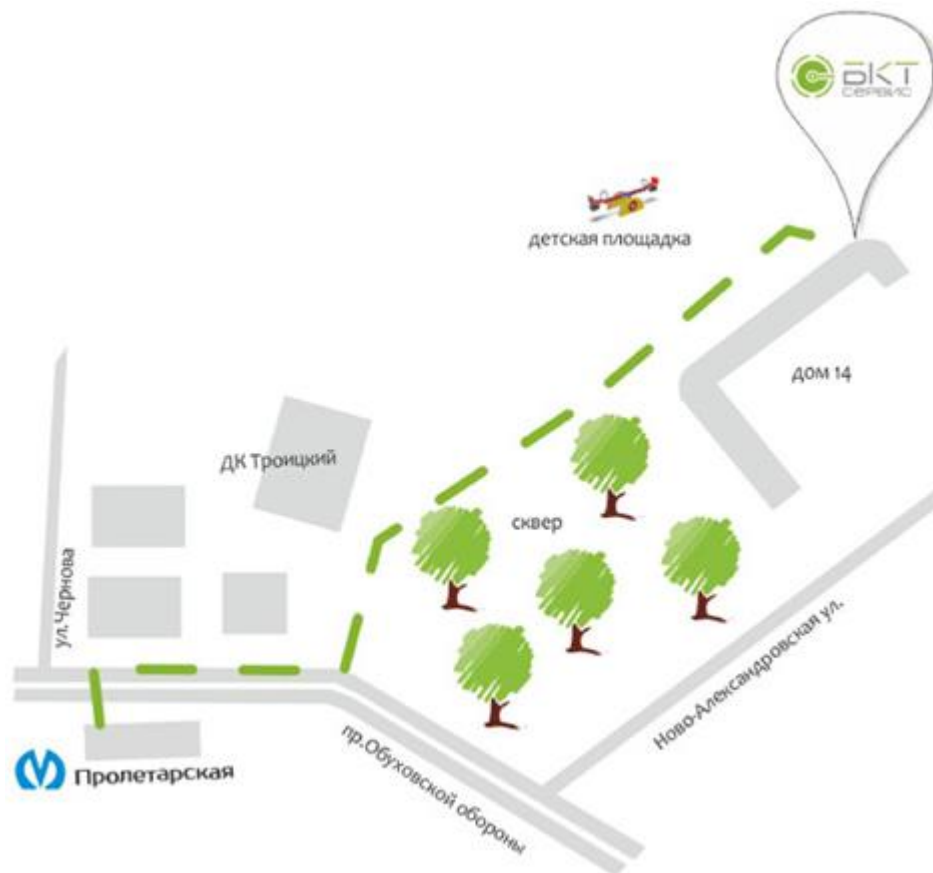 БКТ
СЕРВИС
детская площадка
дом 14
ДК Троицкий
сквер
ул.Чернова
Ново-Александровская ул.
пр.Обуховской обороны
Пролетарская